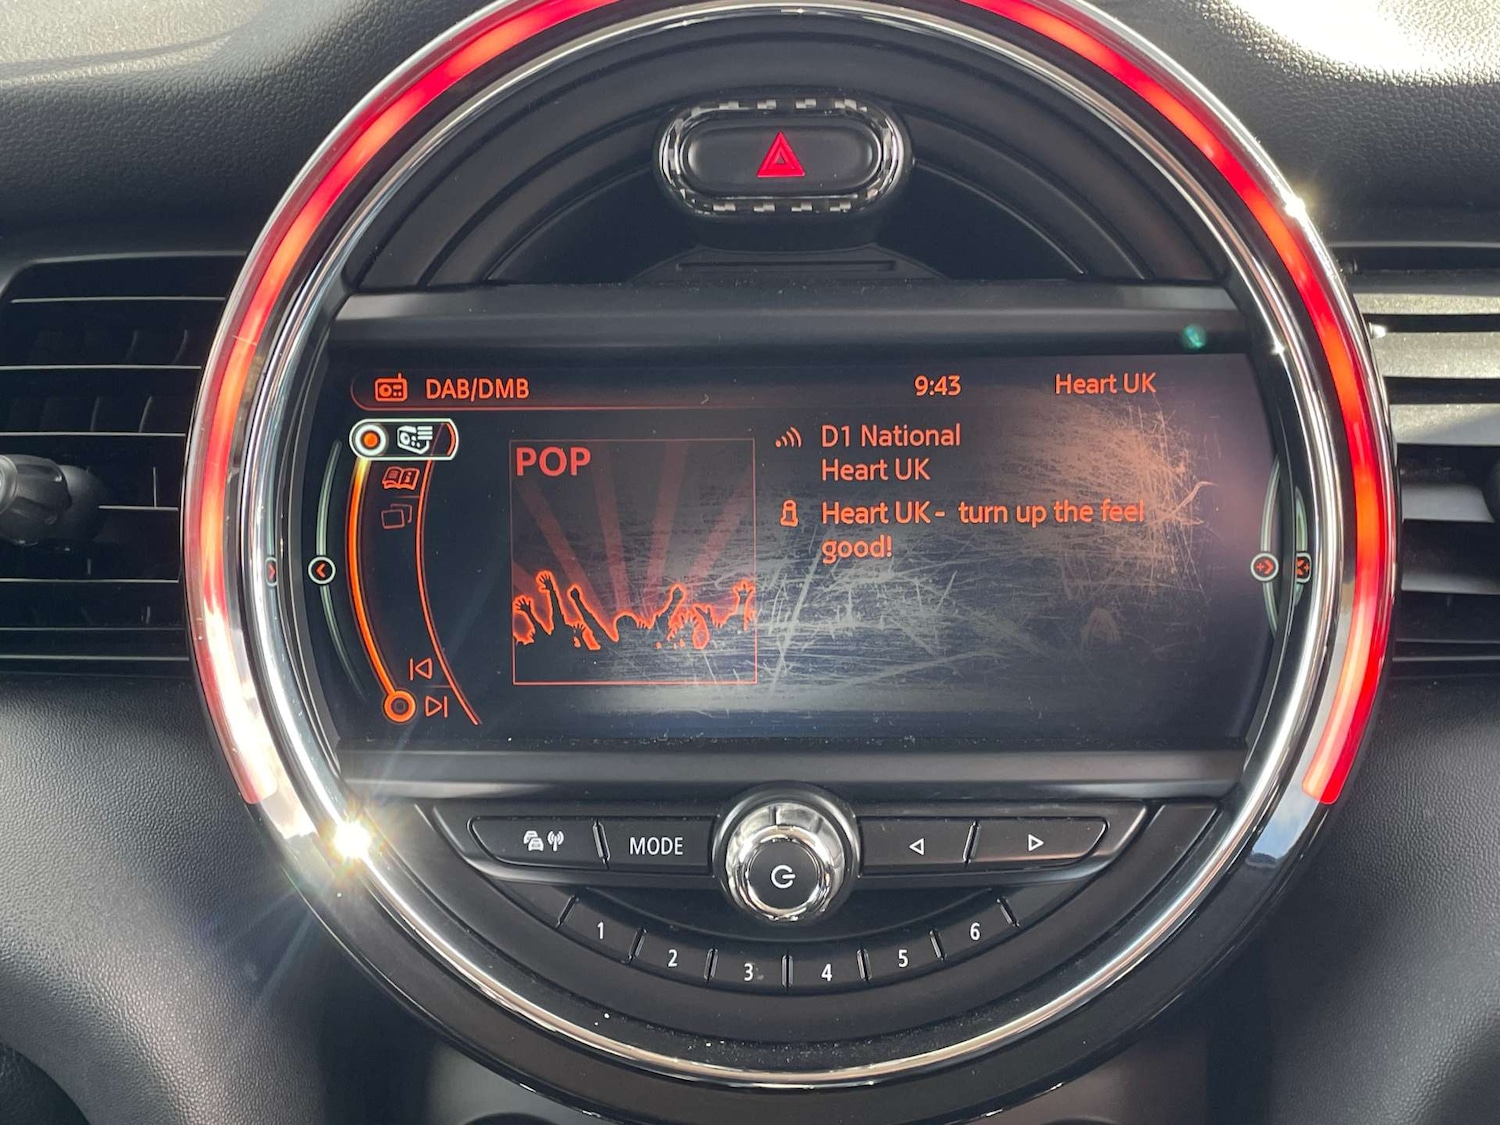 DAB/DMB 9:43 Heart UK
POP
D1 National
Heart UK
Heart UK - turn up the feel
good!
MODE
1 2 3 4 5 6